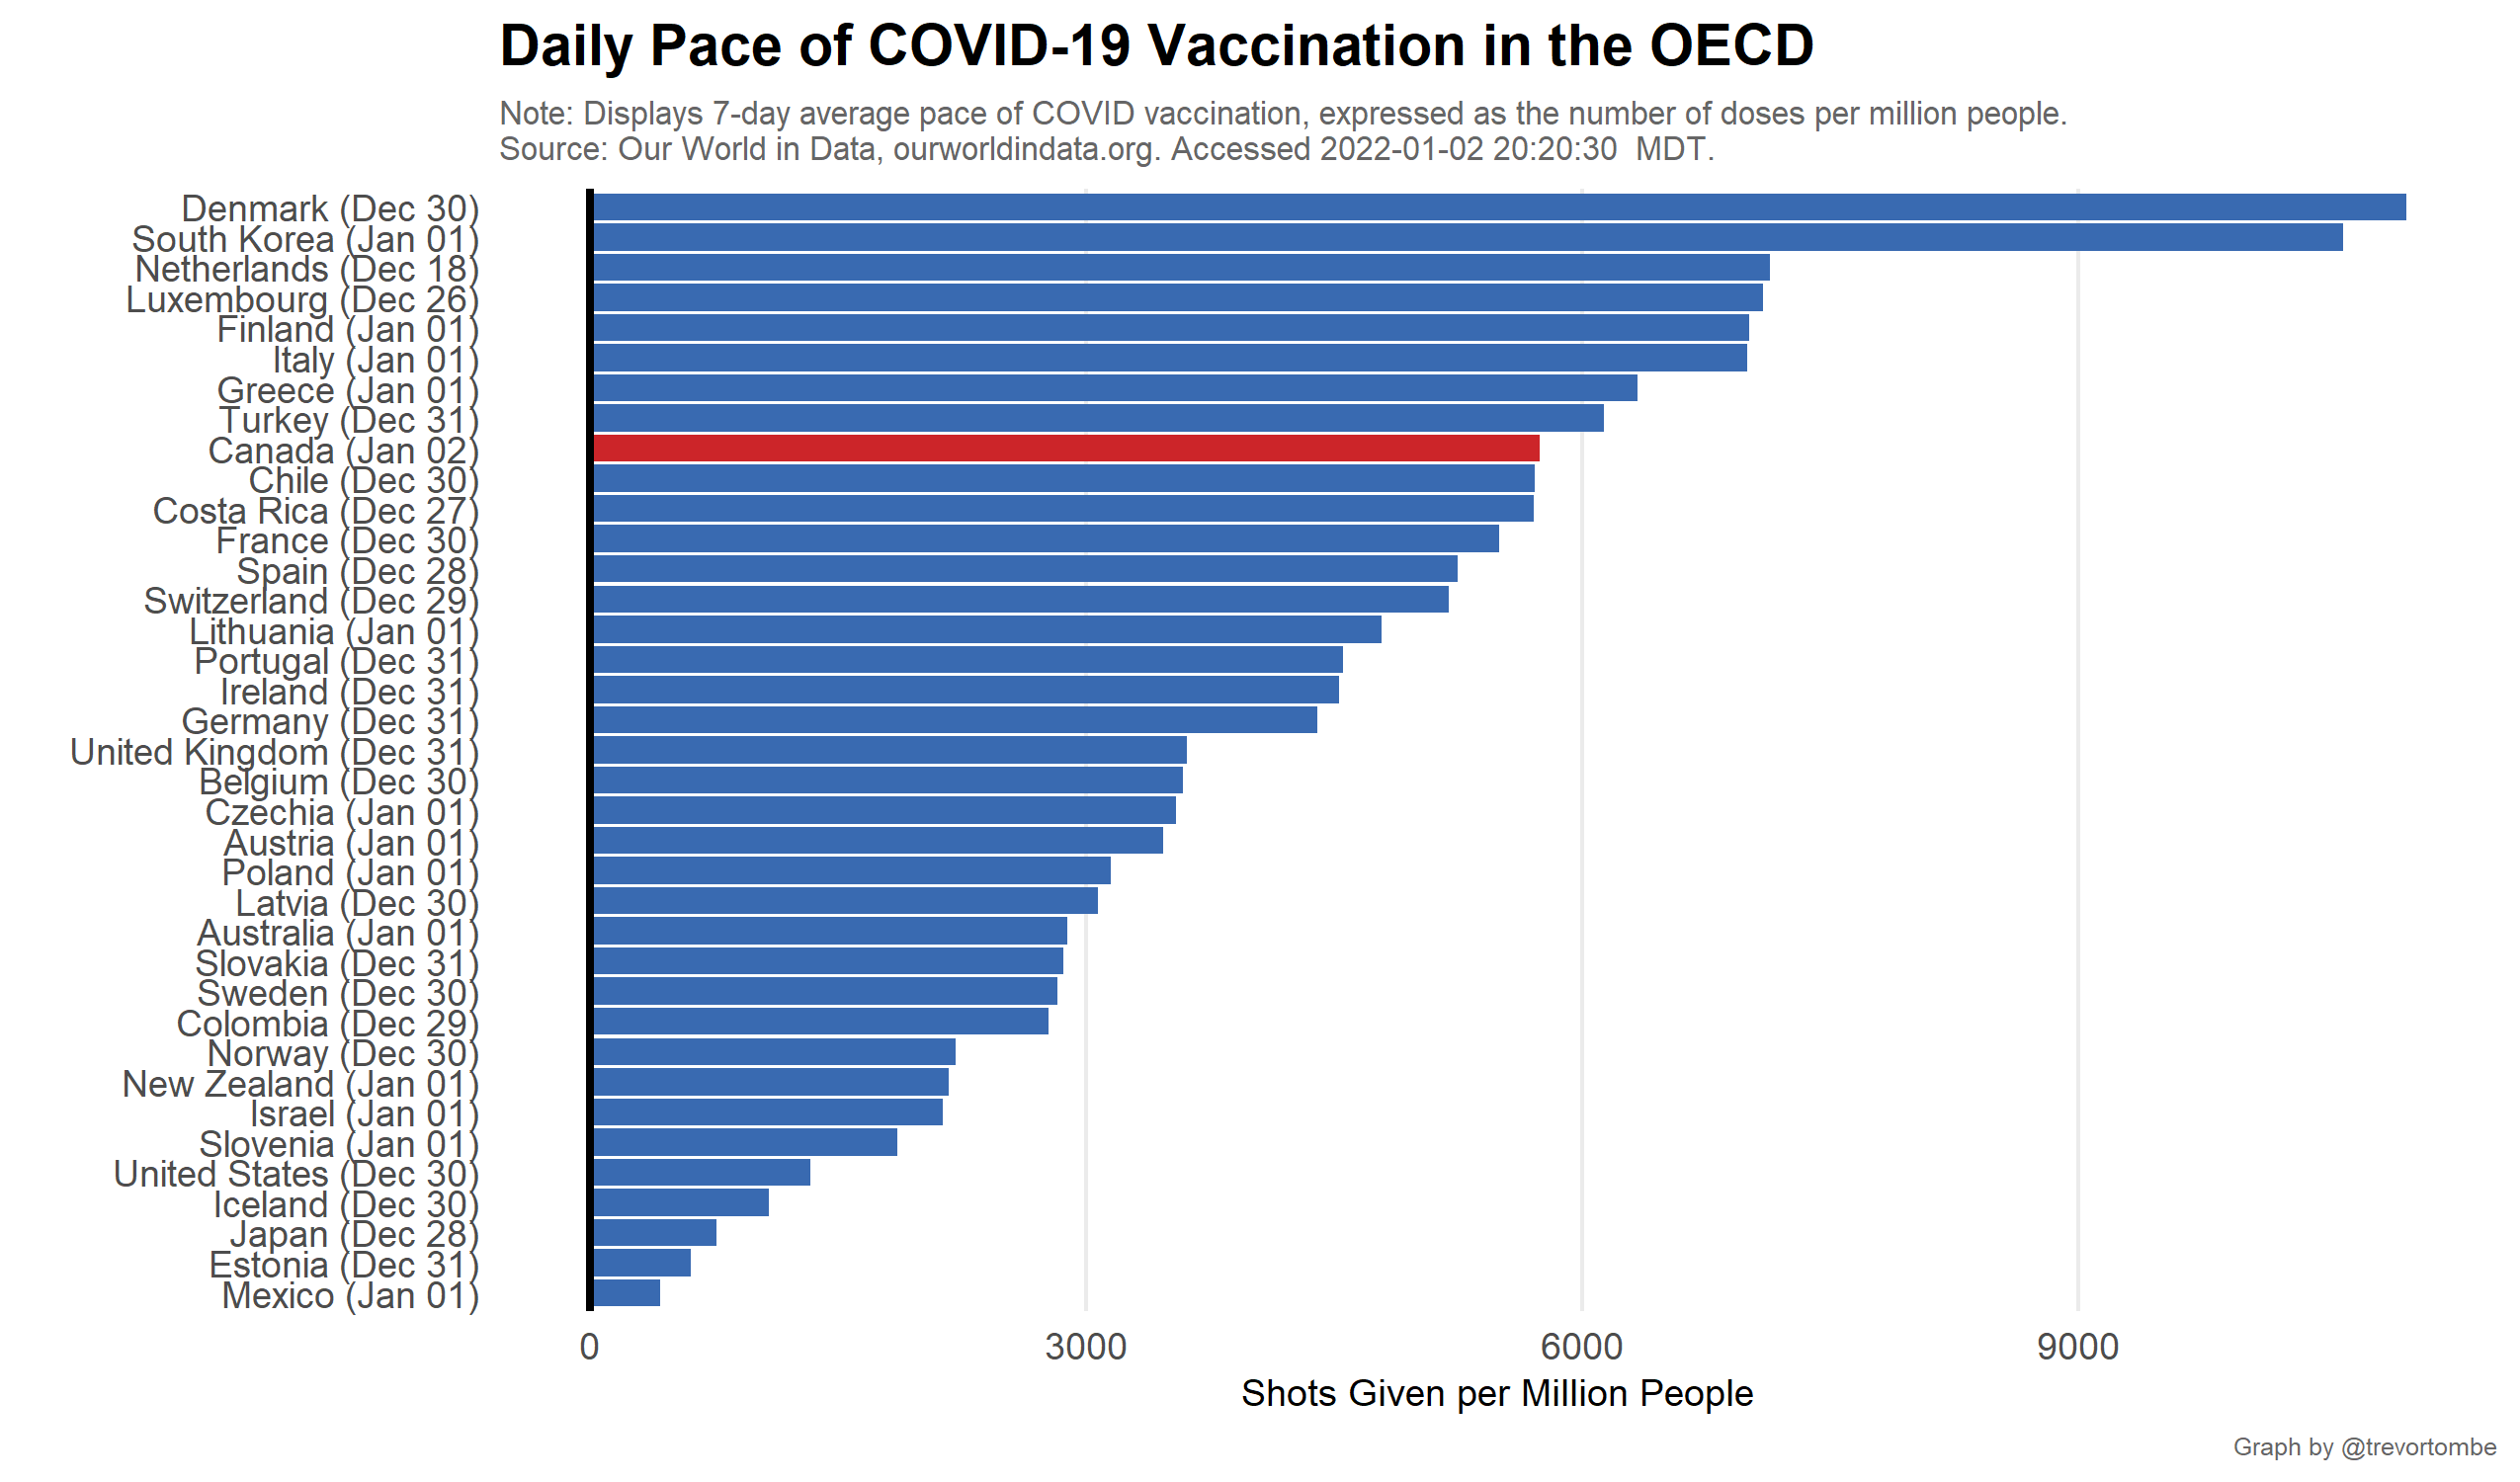 Daily Pace of COVID-19 Vaccination in the OECD
Note: Displays 7-day average pace of COVID vaccination, expressed as the number of doses per million people.
Source: Our World in Data, ourworldindata.org. Accessed 2022-01-02 20:20:30  MDT.
Denmark (Dec 30)
South Korea (Jan 01)
Netherlands (Dec 18)
Luxembourg (Dec 26)
Finland (Jan 01)
Italy (Jan 01)
Greece (Jan 01)
Turkey (Dec 31)
Canada (Jan 02)
Chile (Dec 30)
Costa Rica (Dec 27)
France (Dec 30)
Spain (Dec 28)
Switzerland (Dec 29)
Lithuania (Jan 01)
Portugal (Dec 31)
Ireland (Dec 31)
Germany (Dec 31)
United Kingdom (Dec 31)
Belgium (Dec 30)
Czechia (Jan 01)
Austria (Jan 01)
Poland (Jan 01)
Latvia (Dec 30)
Australia (Jan 01)
Slovakia (Dec 31)
Sweden (Dec 30)
Colombia (Dec 29)
Norway (Dec 30)
New Zealand (Jan 01)
Israel (Jan 01)
Slovenia (Jan 01)
United States (Dec 30)
Iceland (Dec 30)
Japan (Dec 28)
Estonia (Dec 31)
Mexico (Jan 01)
0 3000 6000 9000
Shots Given per Million People
Graph by @trevortombe